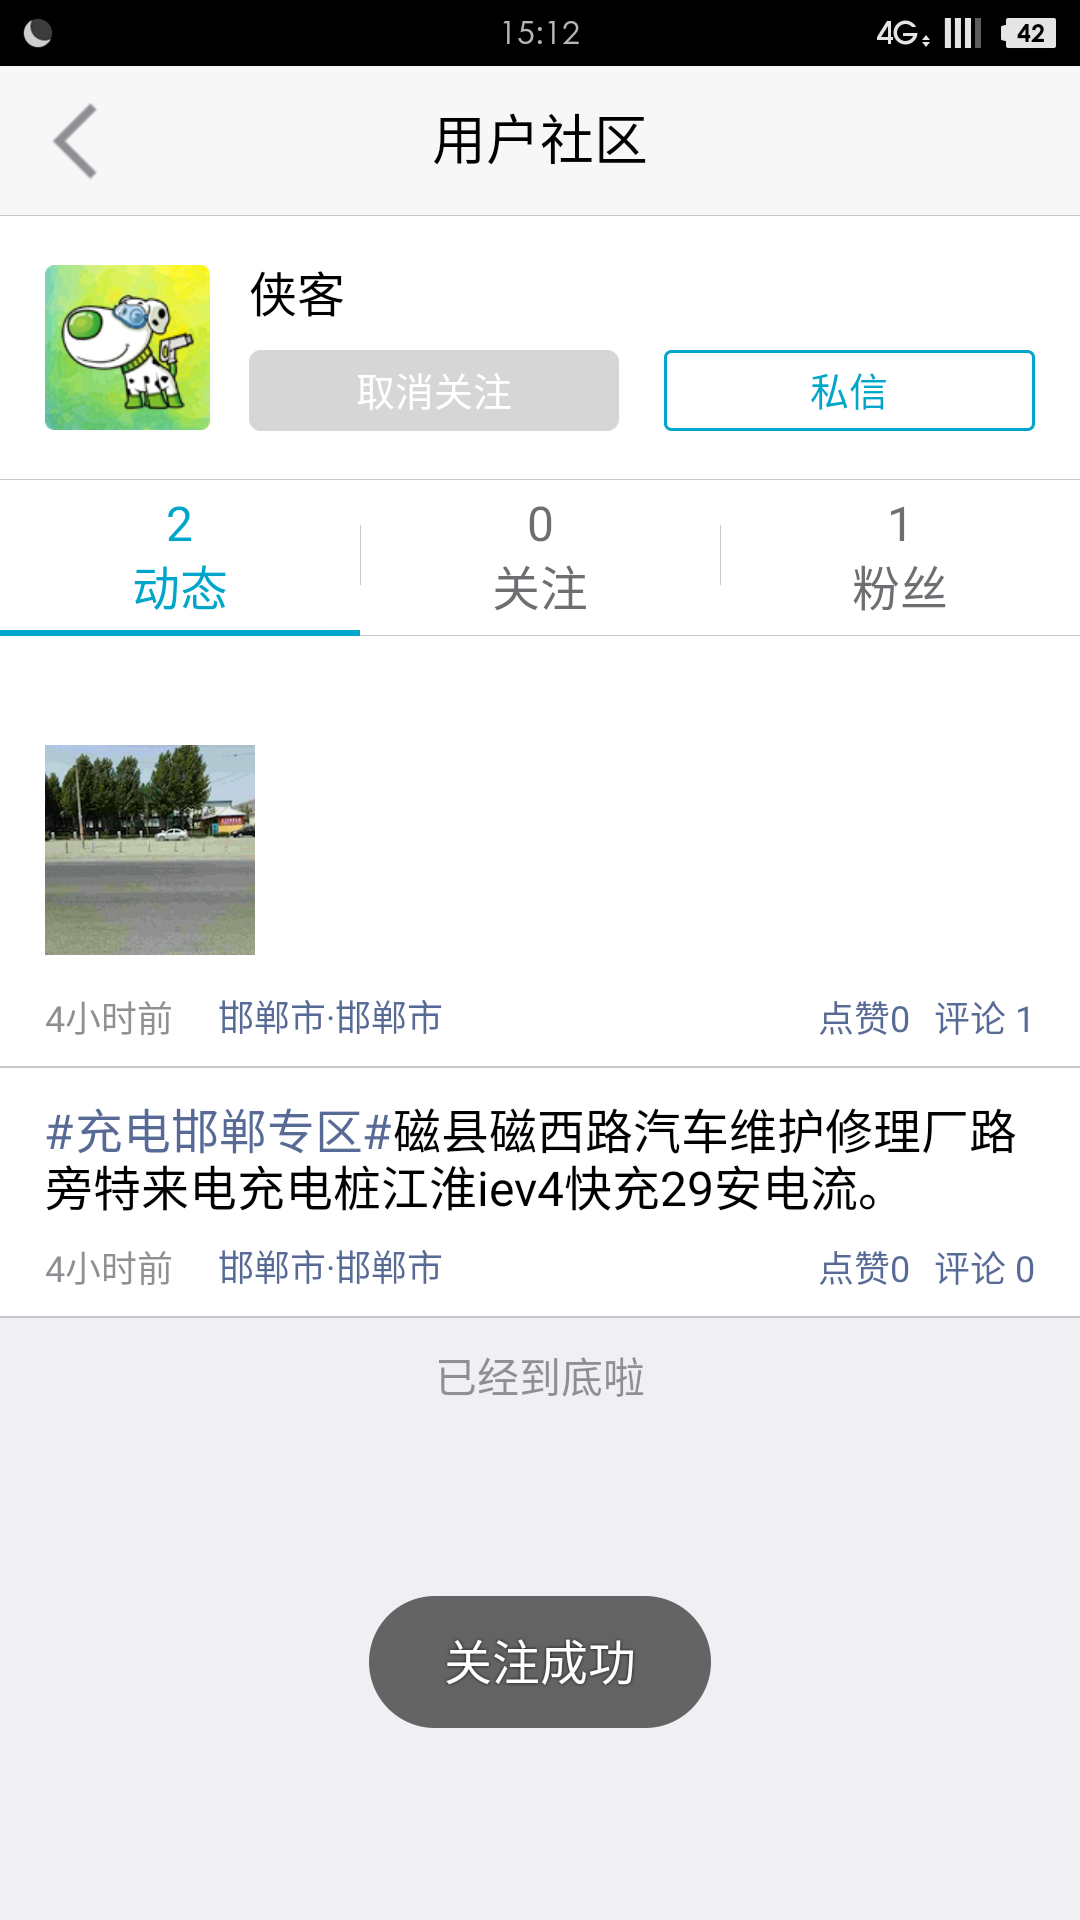 15:12
4G
42
用户社区
侠客
取消关注
私信
2
动态
0
关注
1
粉丝
4小时前 邯郸市·邯郸市 点赞0 评论 1
#充电邯郸专区#磁县磁西路汽车维护修理厂路
旁特来电充电桩江淮iev4快充29安电流。
4小时前 邯郸市·邯郸市 点赞0 评论 0
已经到底啦
关注成功